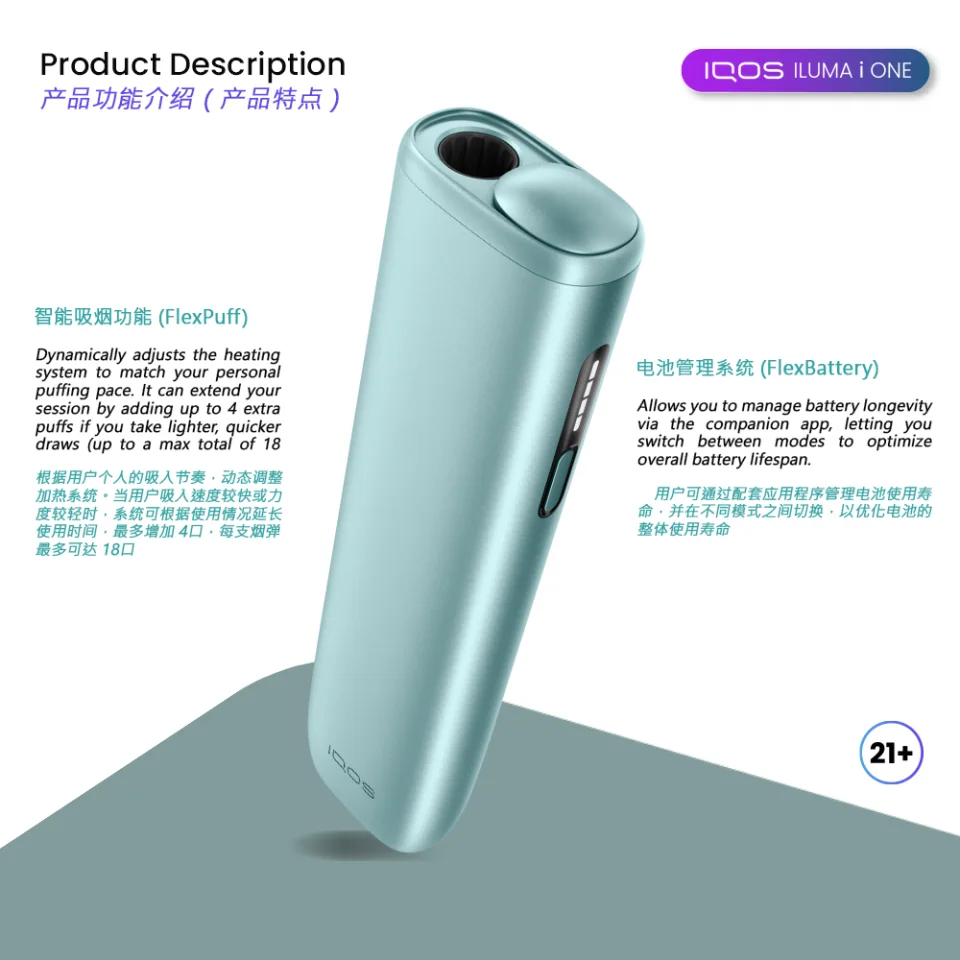 Product Description
产品功能介绍 ( 产品特点 )
IQOS ILUMA i ONE
智能吸烟功能 (FlexPuff)
Dynamically adjusts the heating
system to match your personal
puffing pace. It can extend your
session by adding up to 4 extra
puffs if you take lighter, quicker
draws (up to a max total of 18
根据用户个人的吸入节奏，动态调整
加热系统。当用户吸入速度较快或力
度较轻时，系统可根据使用情况延长
使用时间，最多增加 4口，每支烟弹
最多可达 18口
电池管理系统 (FlexBattery)
Allows you to manage battery longevity
via the companion app, letting you
switch between modes to optimize
overall battery lifespan.
用户可通过配套应用程序管理电池使用寿
命，并在不同模式之间切换，以优化电池的
整体使用寿命
21+
IQOS